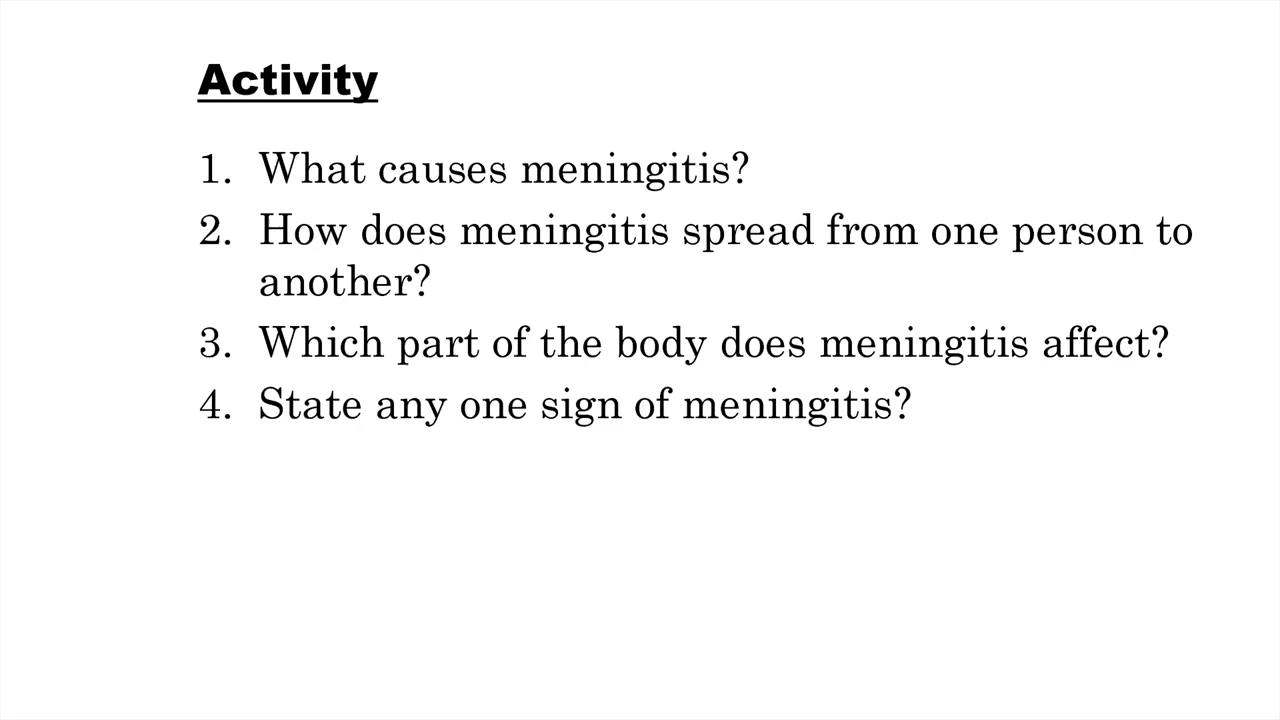 Activity
1. What causes meningitis?
2. How does meningitis spread from one person to
another?
3. Which part of the body does meningitis affect?
4. State any one sign of meningitis?